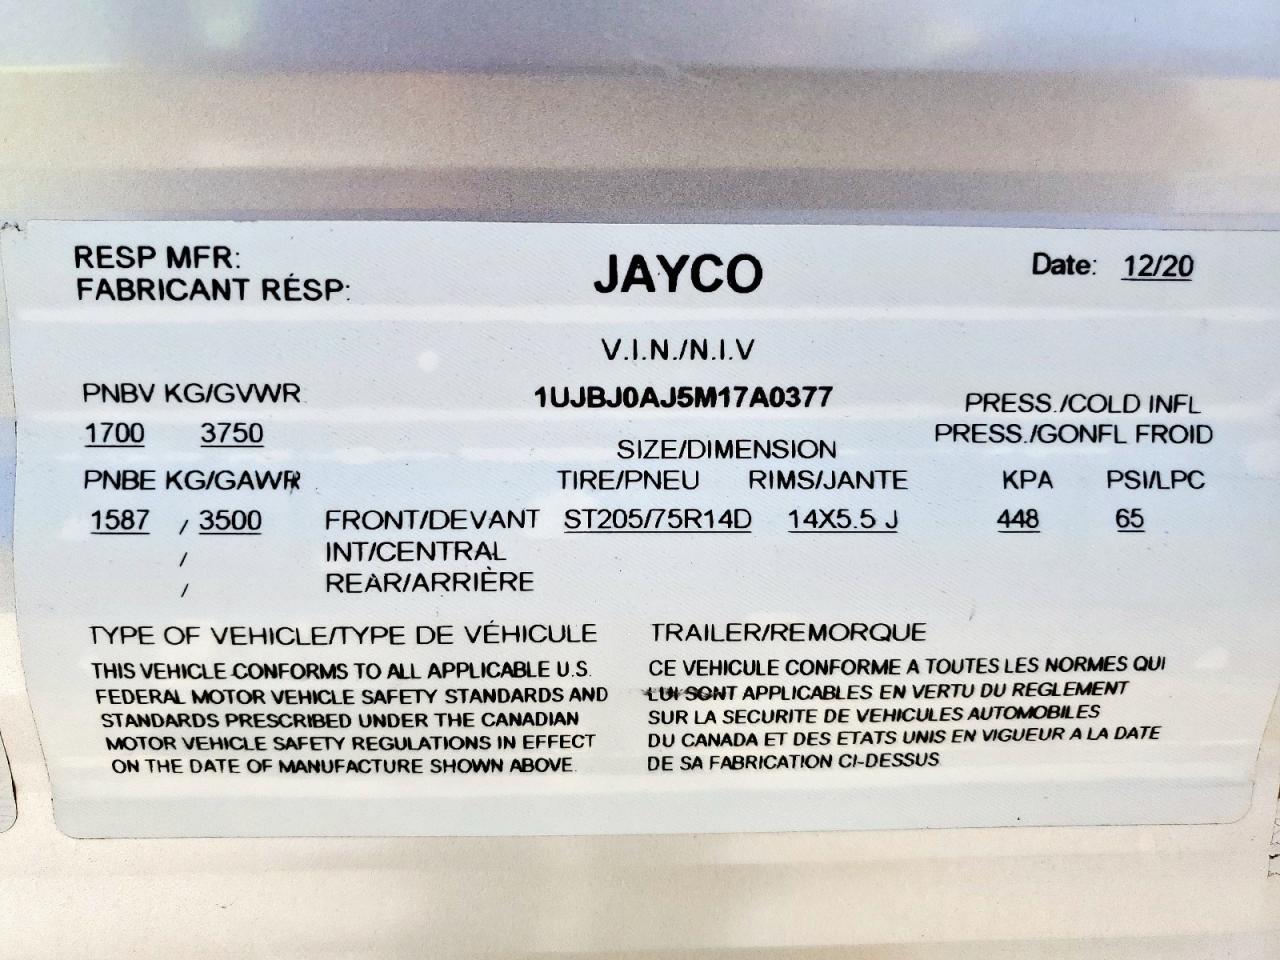 RESP MFR:
FABRICANT RÉSP:
JAYCO
Date: 12/20
V.I.N./N.I.V
PNBV KG/GVWR
1UJBJ0AJ5M17A0377
1700 3750
PRESS./COLD INFL
PRESS./GONFL FROID
SIZE/DIMENSION
PNBE KG/GAWR
TIRE/PNEU RIMS/JANTE KPA PSI/LPC
1587 / 3500 FRONT/DEVANT ST205/75R14D 14X5.5 J 448 65
/ INT/CENTRAL
/ REAR/ARRIÈRE
TYPE OF VEHICLE/TYPE DE VÉHICULE TRAILER/REMORQUE
THIS VEHICLE CONFORMS TO ALL APPLICABLE U.S.
FEDERAL MOTOR VEHICLE SAFETY STANDARDS AND
STANDARDS PRESCRIBED UNDER THE CANADIAN
MOTOR VEHICLE SAFETY REGULATIONS IN EFFECT
ON THE DATE OF MANUFACTURE SHOWN ABOVE.
CE VEHICULE CONFORME A TOUTES LES NORMES QUI
LUI SONT APPLICABLES EN VERTU DU REGLEMENT
SUR LA SECURITE DE VEHICULES AUTOMOBILES
DU CANADA ET DES ETATS UNIS EN VIGUEUR A LA DATE
DE SA FABRICATION CI-DESSUS